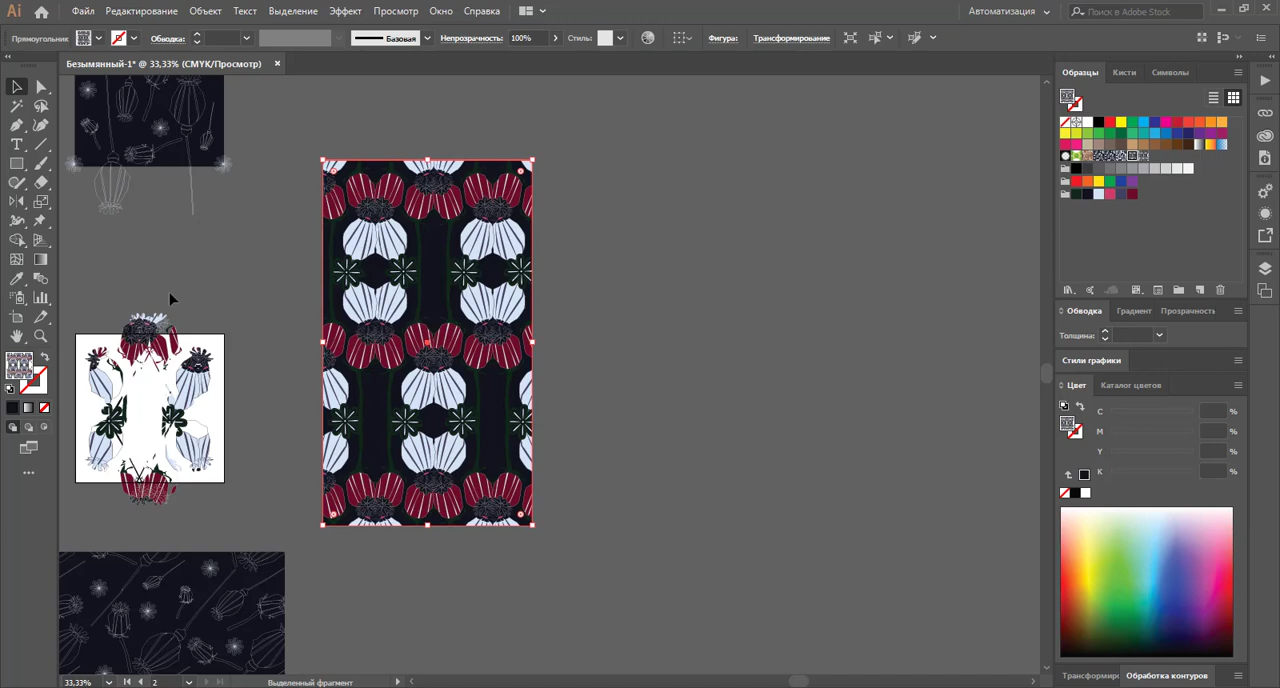 Ai Файл Редактирование Объект Текст Выделение Эффект Просмотр Окно Справка Автоматизация Поиск в Adobe Stock
Прямоугольник Обводка: Базовая Непрозрачность: 100% Стиль: Фигура: Трансформирование
Безымянный-1* @ 33,33% (CMYK/Просмотр)
Образцы Кисти Символы
Обводка Градиент Прозрачность
Толщина:
Стили графики
Цвет Каталог цветов
C %
M %
Y %
K %
Трансформиро Обработка контуров
33,33% 2 Выделенный фрагмент